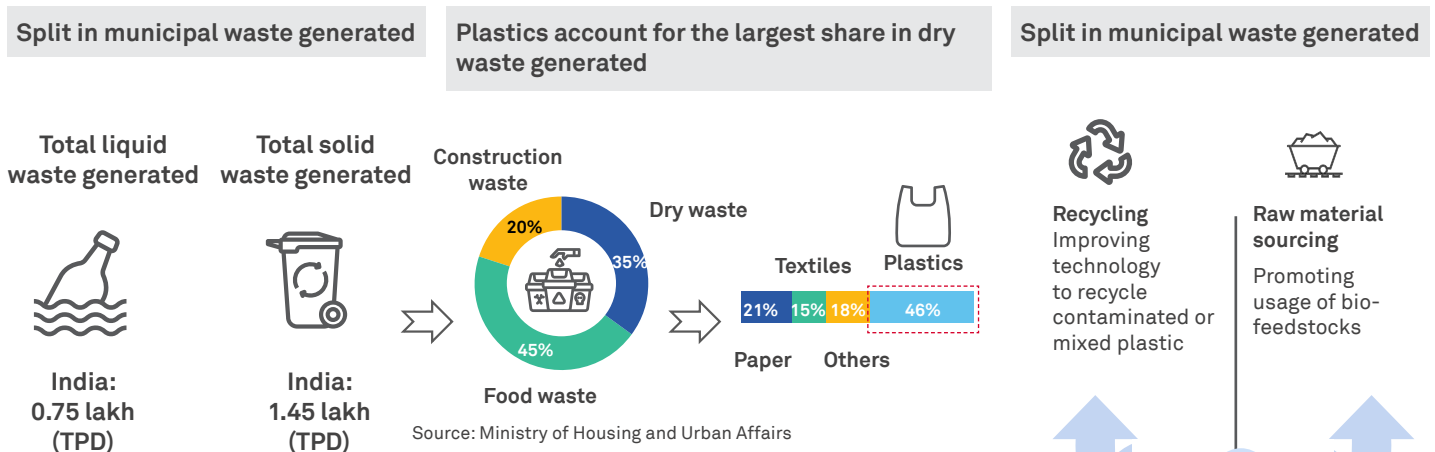 Split in municipal waste generated
Total liquid
waste generated
India:
0.75 lakh
(TPD)
Total solid
waste generated
India:
1.45 lakh
(TPD)
Plastics account for the largest share in dry
waste generated
Construction
waste
20%
Dry waste
35%
45%
Food waste
Textiles
Plastics
21%
15%
18%
46%
Paper
Others
Source: Ministry of Housing and Urban Affairs
Split in municipal waste generated
Recycling
Improving
technology
to recycle
contaminated or
mixed plastic
Raw material
sourcing
Promoting
usage of bio-
feedstocks